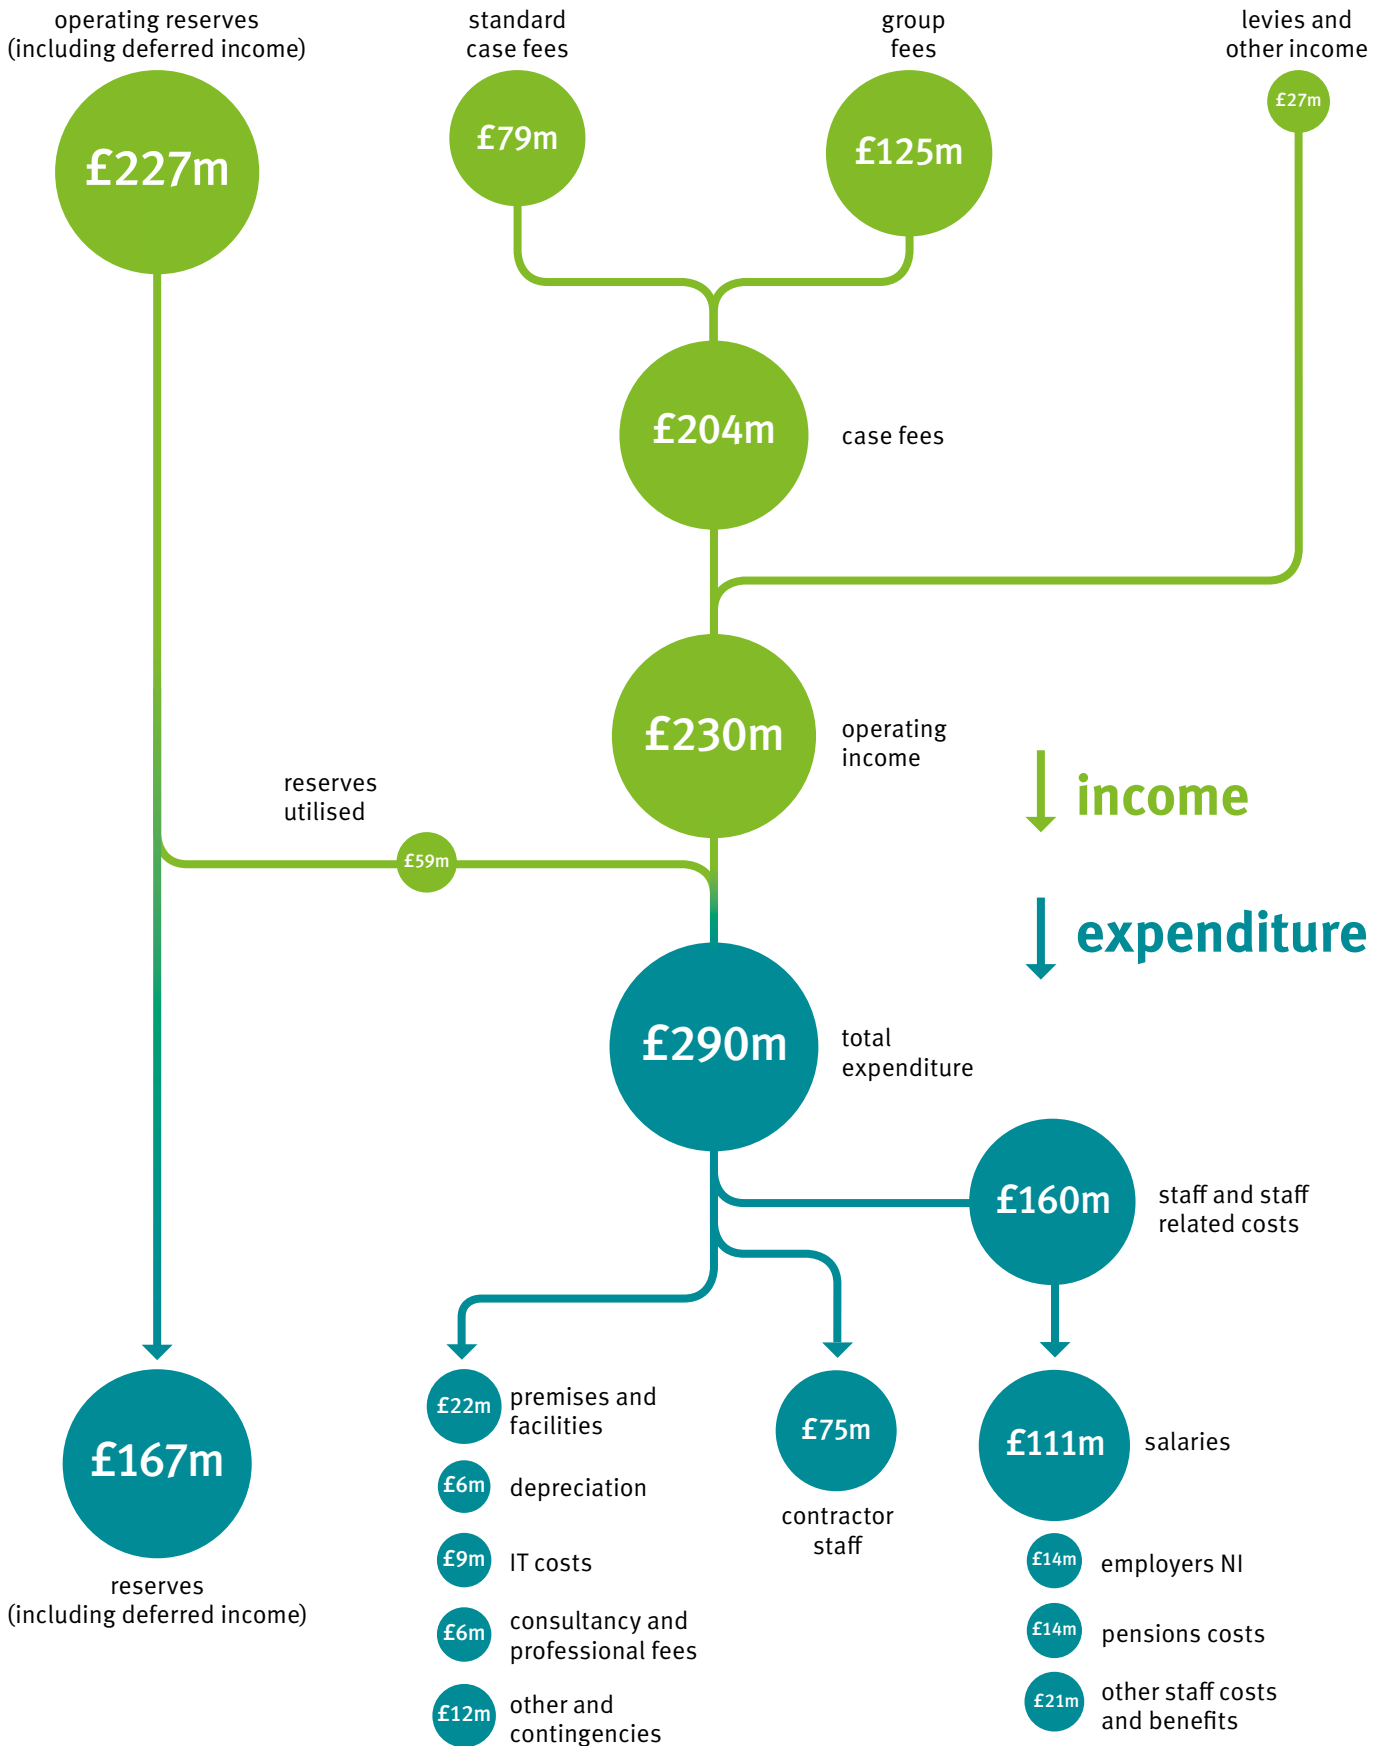 operating reserves
(including deferred income)
£227m
standard
case fees
£79m
group
fees
£125m
levies and
other income
£27m
£204m
case fees
£230m
operating
income
income
reserves
utilised
£59m
expenditure
£290m
total
expenditure
£160m
staff and staff
related costs
£167m
reserves
(including deferred income)
£22m
premises and
facilities
£6m
depreciation
£9m
IT costs
£6m
consultancy and
professional fees
£12m
other and
contingencies
£75m
contractor
staff
£111m
salaries
£14m
employers NI
£14m
pensions costs
£21m
other staff costs
and benefits